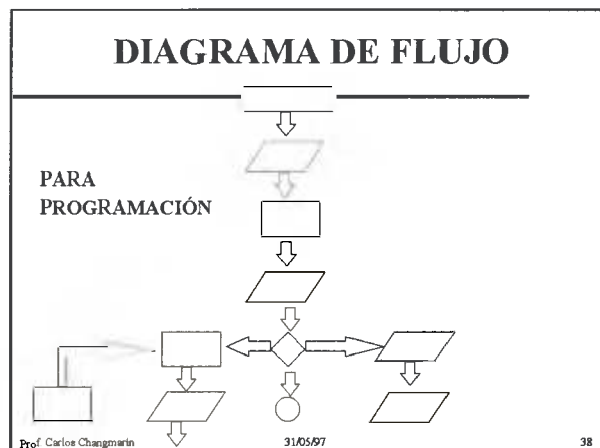 DIAGRAMA DE FLUJO
PARA
PROGRAMACIÓN
Prof Carlos Changmarin
31/05/97
38